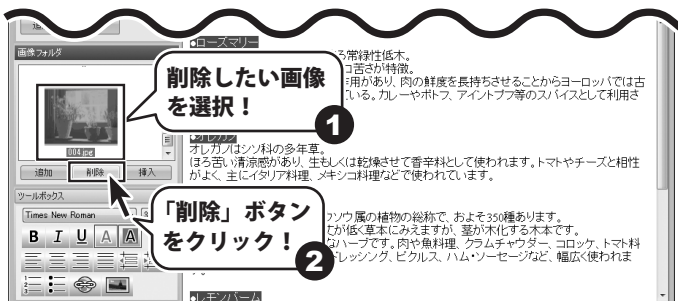 画像フォルダ
004.jpg
追加
削除
挿入
ツールボックス
Times New Roman
B I U A A
削除したい画像
を選択！
1
「削除」ボタン
をクリック！
2
●ローズマリー
ろ常緑性低木。
コ苦さが特徴。
作用があり、肉の鮮度を長持ちさせることからヨーロッパでは古
ている。カレーやポトフ、アイントプフ等のスパイスとして利用さ
●オレガノ
オレガノはシソ科の多年草。
ほろ苦い清涼感があり、生もしくは乾燥させて香辛料として使われます。トマトやチーズと相性
がよく、主にイタリア料理、メキシコ料理などで使われています。
ソウ属の植物の総称で、およそ350種あります。
丈が低く草本にみえますが、茎が木化する木本です。
なハーブです。肉や魚料理、クラムチャウダー、コロッケ、トマト料
ドレッシング、ピクルス、ハム・ソーセージなど、幅広く使われま
す。
●レモンバーム